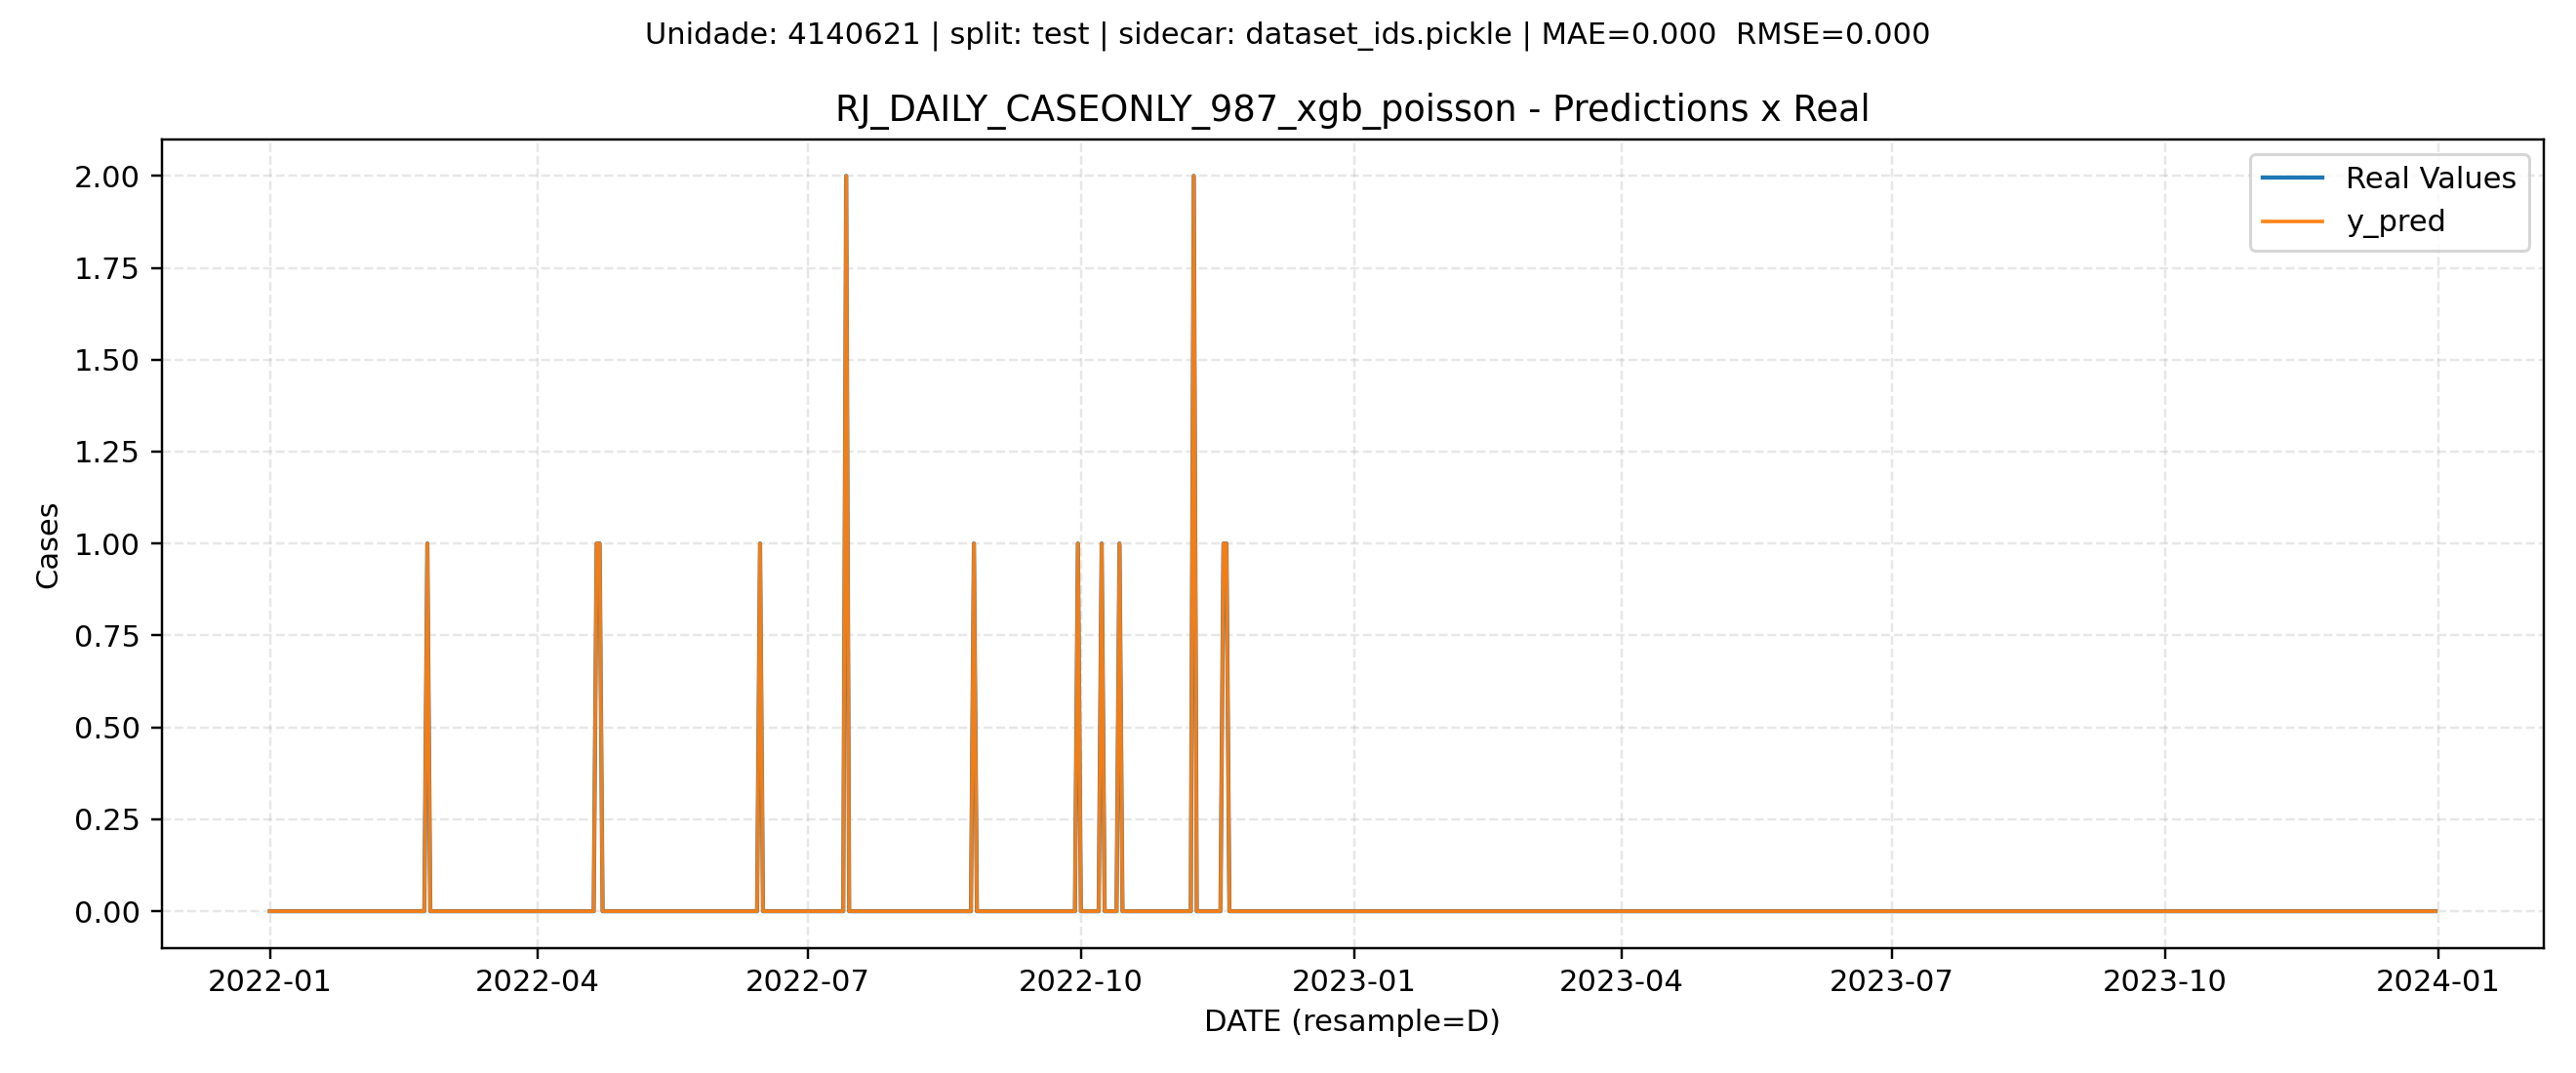 Unidade: 4140621 | split: test | sidecar: dataset_ids.pickle | MAE=0.000  RMSE=0.000
RJ_DAILY_CASEONLY_987_xgb_poisson - Predictions x Real
Real Values
y_pred
Cases
2.00
1.75
1.50
1.25
1.00
0.75
0.50
0.25
0.00
2022-01 2022-04 2022-07 2022-10 2023-01 2023-04 2023-07 2023-10 2024-01
DATE (resample=D)